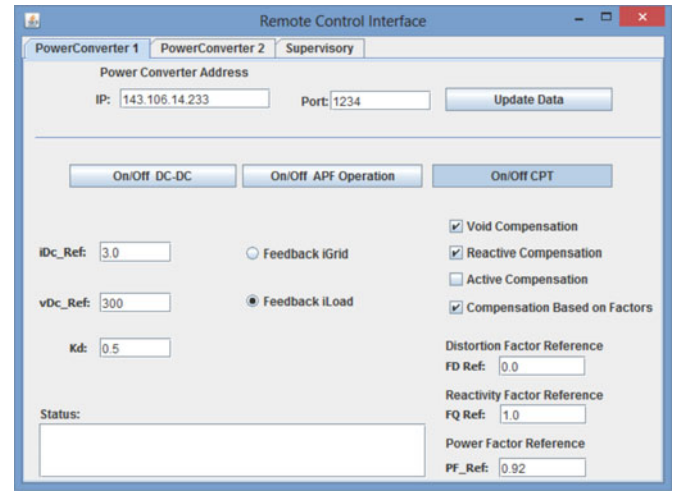 Remote Control Interface
PowerConverter 1 PowerConverter 2 Supervisory
Power Converter Address
IP: 143.106.14.233 Port: 1234 Update Data
On/Off DC-DC On/Off APF Operation On/Off CPT
Void Compensation
iDc_Ref: 3.0 Feedback iGrid Reactive Compensation
Active Compensation
vDc_Ref: 300 Feedback iLoad Compensation Based on Factors
Kd: 0.5 Distortion Factor Reference
FD Ref: 0.0
Reactivity Factor Reference
Status: FQ Ref: 1.0
Power Factor Reference
PF_Ref: 0.92